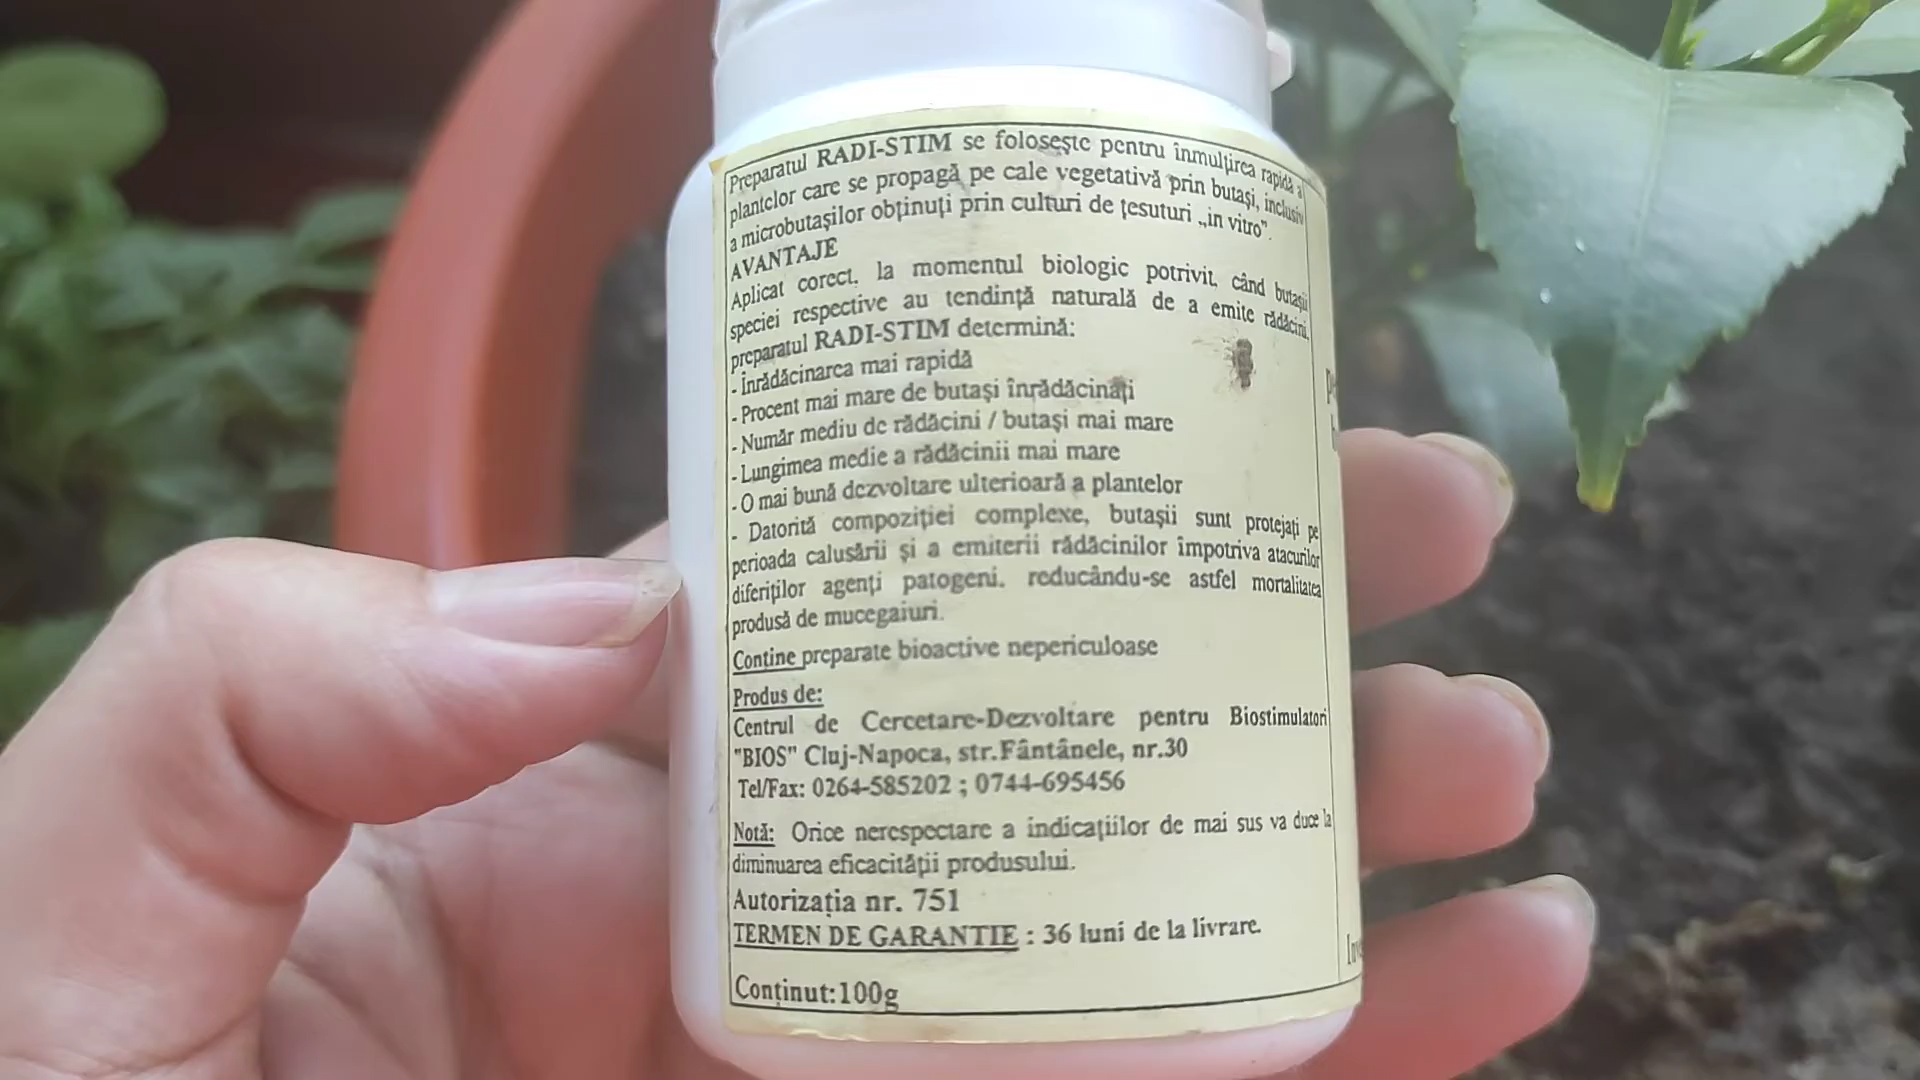 Preparatul RADI-STIM se folosește pentru înmulțirea rapidă a
plantelor care se propagă pe cale vegetativă prin butași, inclusiv
a microbutașilor obținuți prin culturi de țesuturi „in vitro”.
AVANTAJE
Aplicat corect, la momentul biologic potrivit, când butașii
speciei respective au tendință naturală de a emite rădăcini,
preparatul RADI-STIM determină:
- Înrădăcinarea mai rapidă
- Procent mai mare de butași înrădăcinați
- Număr mediu de rădăcini / butași mai mare
- Lungimea medie a rădăcinii mai mare
- O mai bună dezvoltare ulterioară a plantelor
- Datorită compoziției complexe, butașii sunt protejați pe
perioada calusării și a emiterii rădăcinilor împotriva atacurilor
diferiților agenți patogeni, reducându-se astfel mortalitatea
produsă de mucegaiuri.
Conține preparate bioactive nepericuloase
Produs de:
Centrul de Cercetare-Dezvoltare pentru Biostimulatori
"BIOS" Cluj-Napoca, str.Fântânele, nr.30
Tel/Fax: 0264-585202 ; 0744-695456
Notă: Orice nerespectare a indicațiilor de mai sus va duce la
diminuarea eficacității produsului.
Autorizația nr. 751
TERMEN DE GARANTIE : 36 luni de la livrare.
Conținut:100g